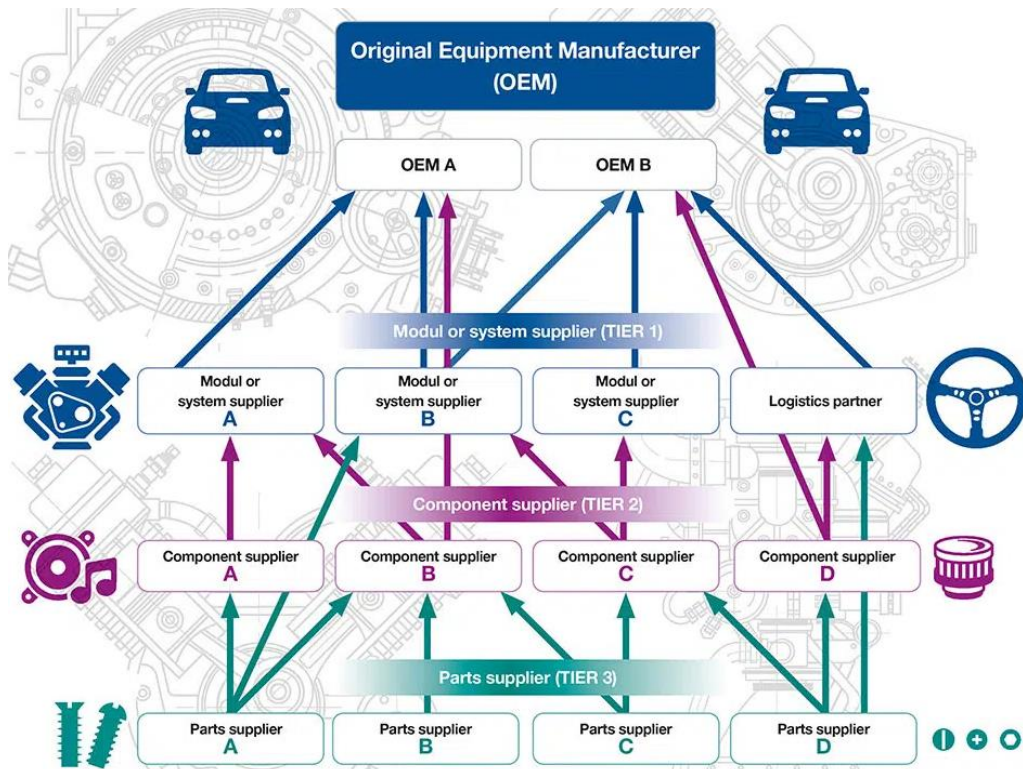 Original Equipment Manufacturer
(OEM)
OEM A
OEM B
Modul or system supplier (TIER 1)
Modul or
system supplier
A
Modul or
system supplier
B
Modul or
system supplier
C
Logistics partner
Component supplier (TIER 2)
Component supplier
A
Component supplier
B
Component supplier
C
Component supplier
D
Parts supplier (TIER 3)
Parts supplier
A
Parts supplier
B
Parts supplier
C
Parts supplier
D